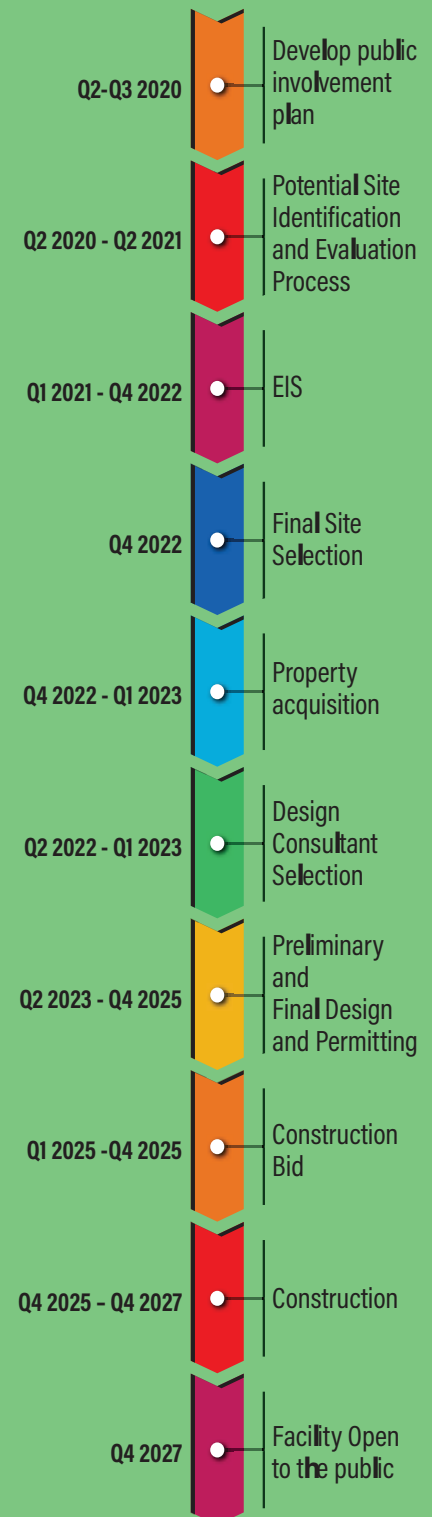 Q2-Q3 2020
Develop public
involvement
plan
Q2 2020 - Q2 2021
Potential Site
Identification
and Evaluation
Process
Q1 2021 - Q4 2022
EIS
Q4 2022
Final Site
Selection
Q4 2022 - Q1 2023
Property
acquisition
Q2 2022 - Q1 2023
Design
Consultant
Selection
Q2 2023 - Q4 2025
Preliminary
and
Final Design
and Permitting
Q1 2025 -Q4 2025
Construction
Bid
Q4 2025 – Q4 2027
Construction
Q4 2027
Facility Open
to the public